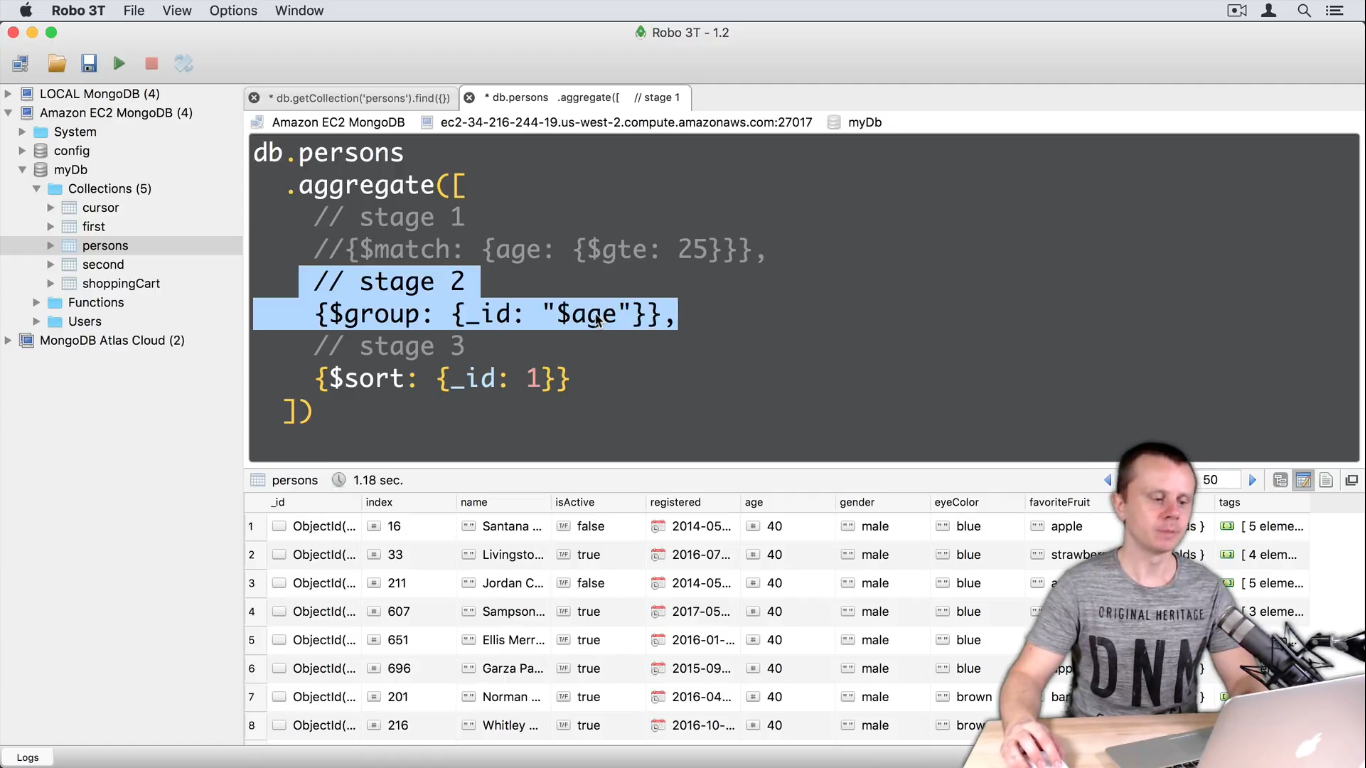 Robo 3T File View Options Window
Robo 3T - 1.2
LOCAL MongoDB (4)
Amazon EC2 MongoDB (4)
System
config
myDb
Collections (5)
cursor
first
persons
second
shoppingCart
Functions
Users
MongoDB Atlas Cloud (2)
* db.getCollection('persons').find({}) * db.persons .aggregate([ // stage 1
Amazon EC2 MongoDB ec2-34-216-244-19.us-west-2.compute.amazonaws.com:27017 myDb
db.persons
.aggregate([
// stage 1
//{$match: {age: {$gte: 25}}},
// stage 2
{$group: {_id: "$age"}},
// stage 3
{$sort: {_id: 1}}
])
persons 1.18 sec. 50
_id index name isActive registered age gender eyeColor favoriteFruit tags
1 ObjectId(... 16 Santana ... false 2014-05... 40 male blue apple } [ 5 eleme...
2 ObjectId(... 33 Livingsto... true 2016-07... 40 male blue strawber } [ 4 elem...
3 ObjectId(... 211 Jordan C... false 2014-05... 40 male blue } [ 5 eleme...
4 ObjectId(... 607 Sampson... true 2017-05... 40 male blue [ 3 eleme...
5 ObjectId(... 651 Ellis Merr... true 2016-01-... 40 male blue
6 ObjectId(... 696 Garza Pa... true 2015-09... 40 male blue
7 ObjectId(... 201 Norman ... true 2016-04... 40 male brown
8 ObjectId(... 216 Whitley ... true 2016-10-... 40 male brow
ORIGINAL HERITAGE
DNM
Logs